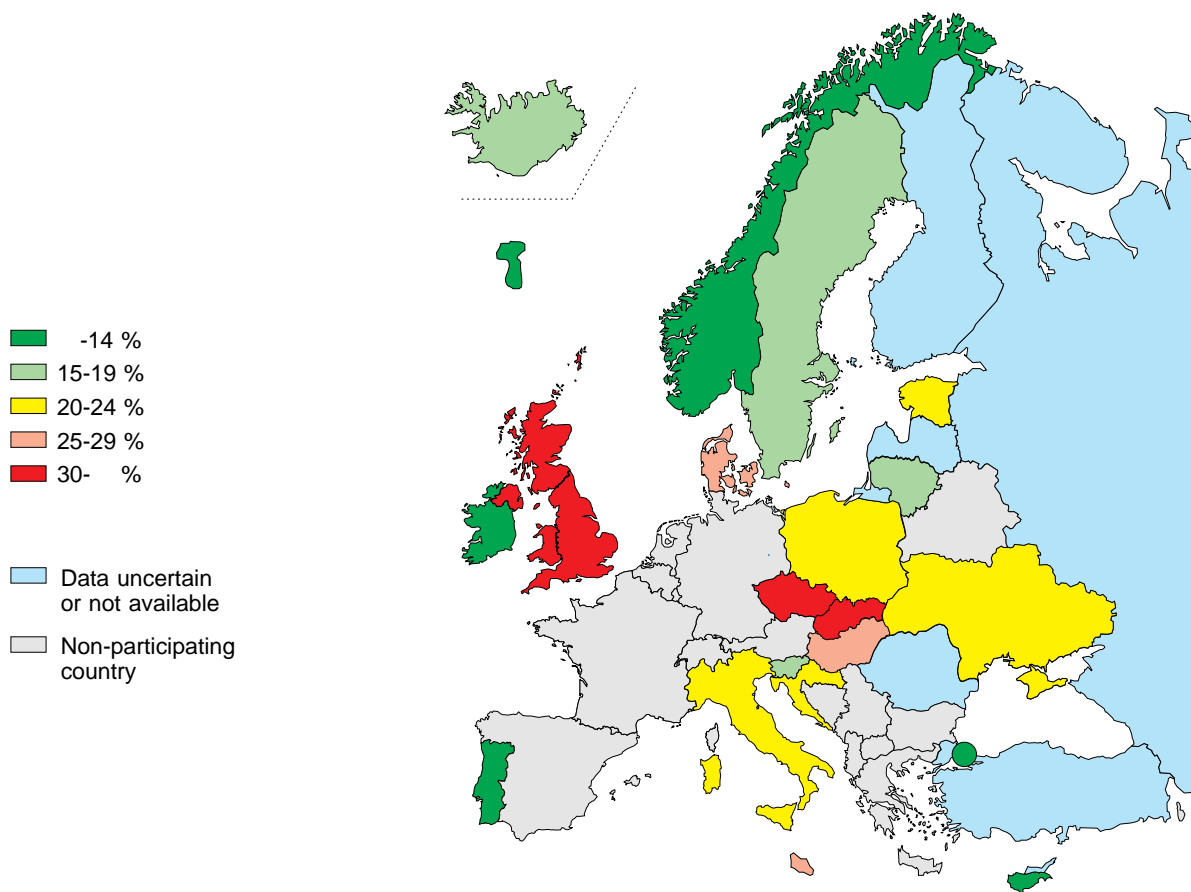 -14 %
15-19 %
20-24 %
25-29 %
30- %
Data uncertain
or not available
Non-participating
country